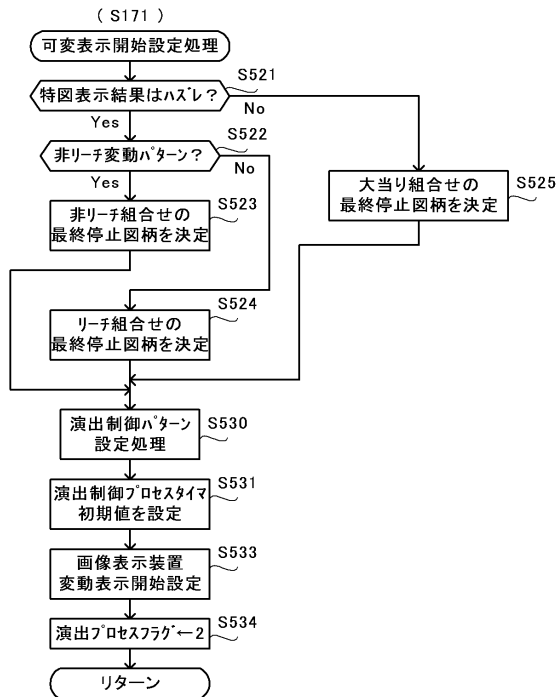 (S171)
可変表示開始設定処理
S521
特図表示結果はハズレ？
No
Yes
S522
非リーチ変動パターン？
No
Yes
S523
非リーチ組合せの
最終停止図柄を決定
S525
大当り組合せの
最終停止図柄を決定
S524
リーチ組合せの
最終停止図柄を決定
S530
演出制御パターン
設定処理
S531
演出制御プロセスタイマ
初期値を設定
S533
画像表示装置
変動表示開始設定
S534
演出プロセスフラグ←2
リターン